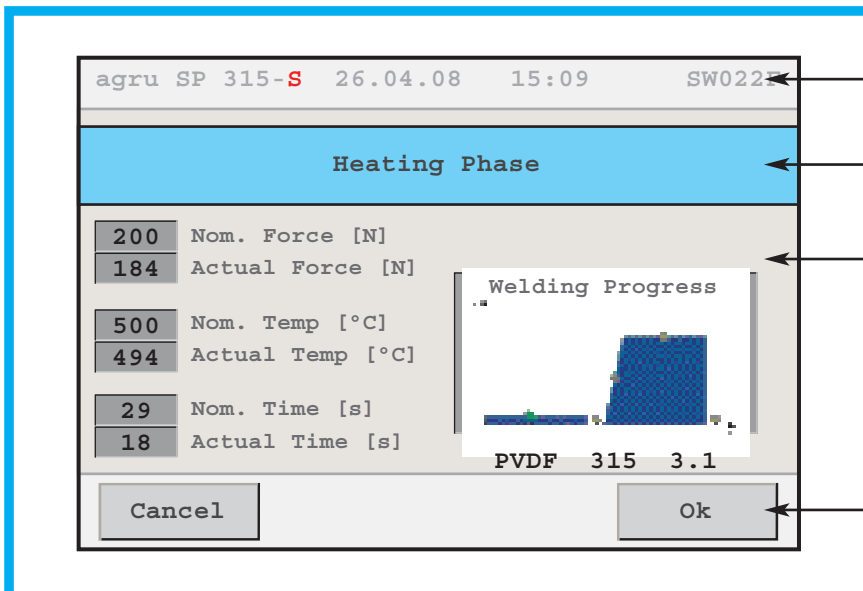 agru SP 315-S 26.04.08 15:09 SW022F
Heating Phase
200 Nom. Force [N]
184 Actual Force [N]
500 Nom. Temp [°C]
494 Actual Temp [°C]
29 Nom. Time [s]
18 Actual Time [s]
Welding Progress
PVDF 315 3.1
Cancel Ok